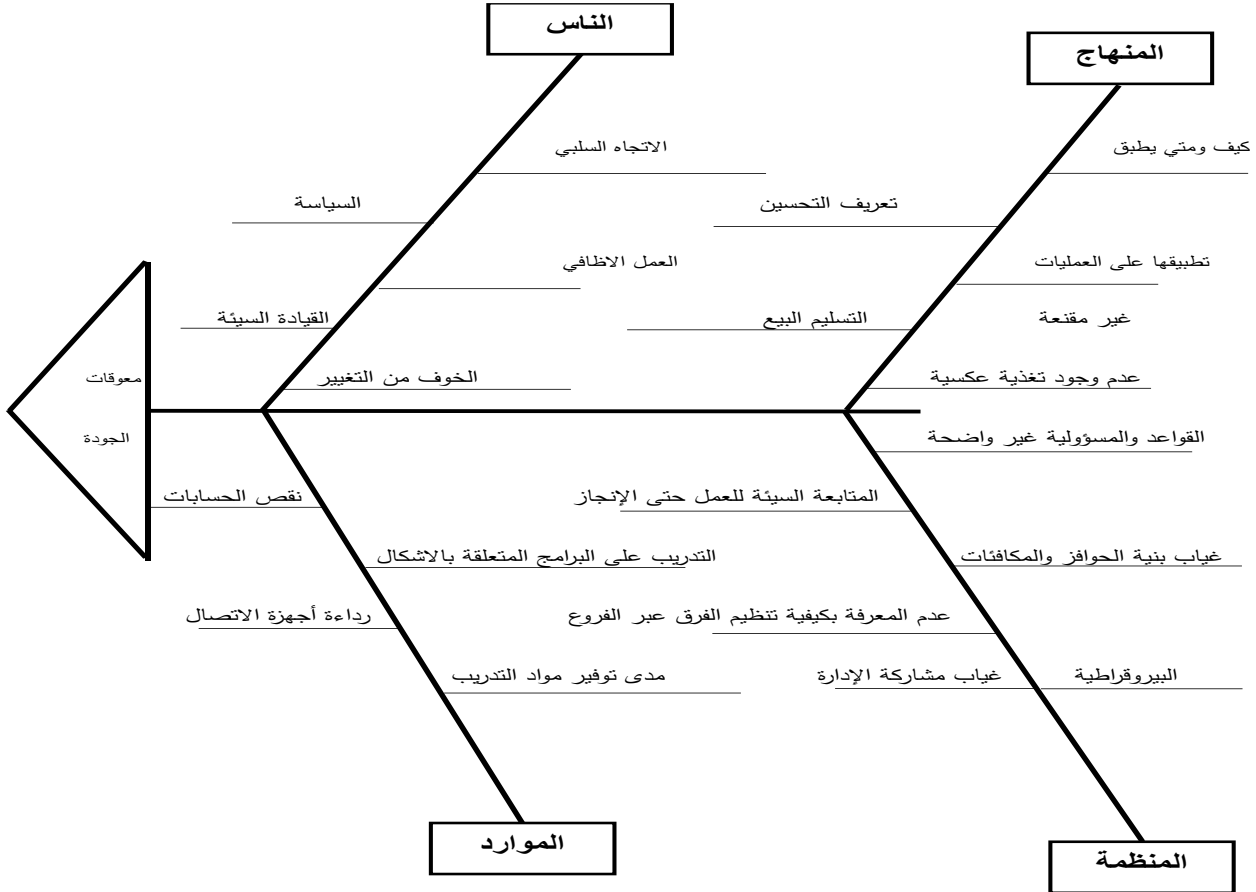 الناس
المنهاج
كيف ومتي يطبق
الاتجاه السلبي
تعريف التحسين
السياسة
تطبيقها على العمليات
العمل الاظافي
غير مقنعة
التسليم البيع
القيادة السيئة
عدم وجود تغذية عكسية
الخوف من التغيير
معوقات
الجودة
القواعد والمسؤولية غير واضحة
المتابعة السيئة للعمل حتى الإنجاز
نقص الحسابات
غياب بنية الحوافز والمكافئات
التدريب على البرامج المتعلقة بالاشكال
عدم المعرفة بكيفية تنظيم الفرق عبر الفروع
رداءة أجهزة الاتصال
البيروقراطية
غياب مشاركة الإدارة
مدى توفير مواد التدريب
الموارد
المنظمة